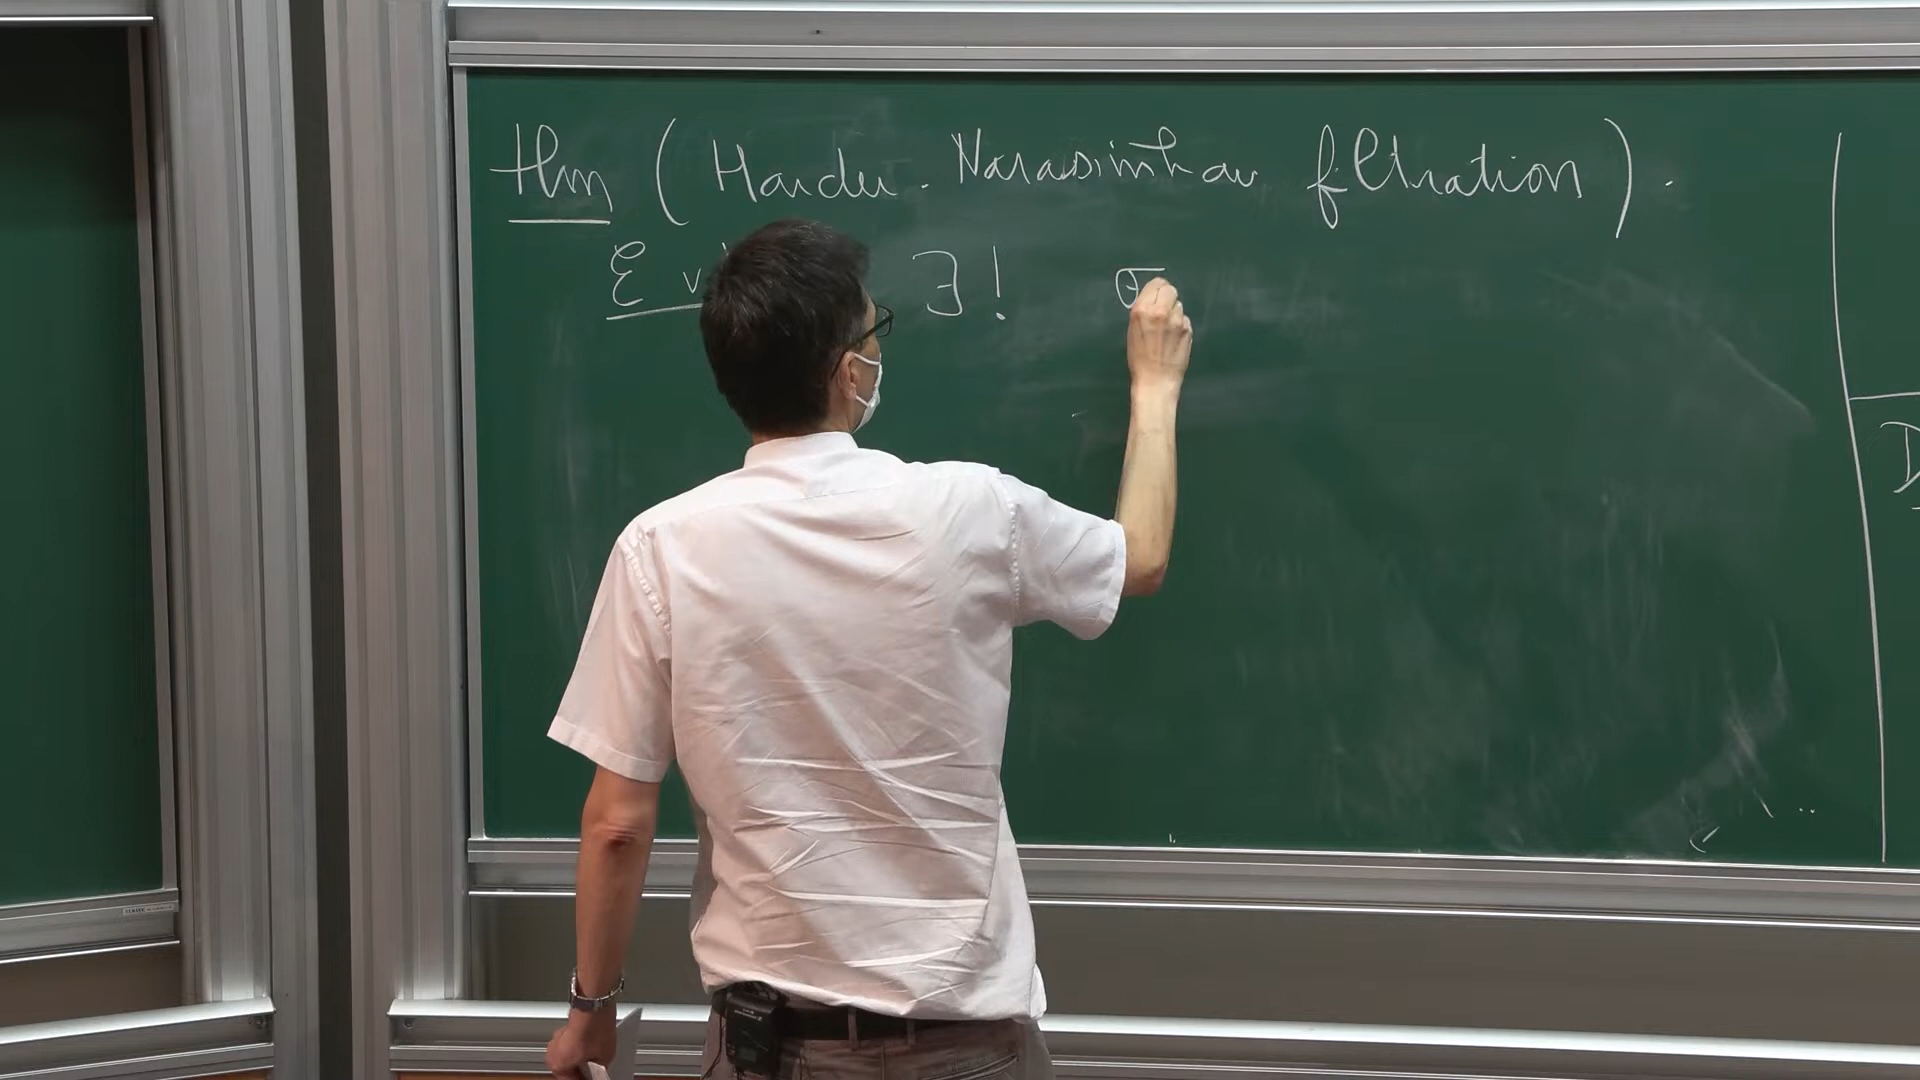 Thm (Harder-Narasimhan filtration).
ℰ v ∃! σ
D